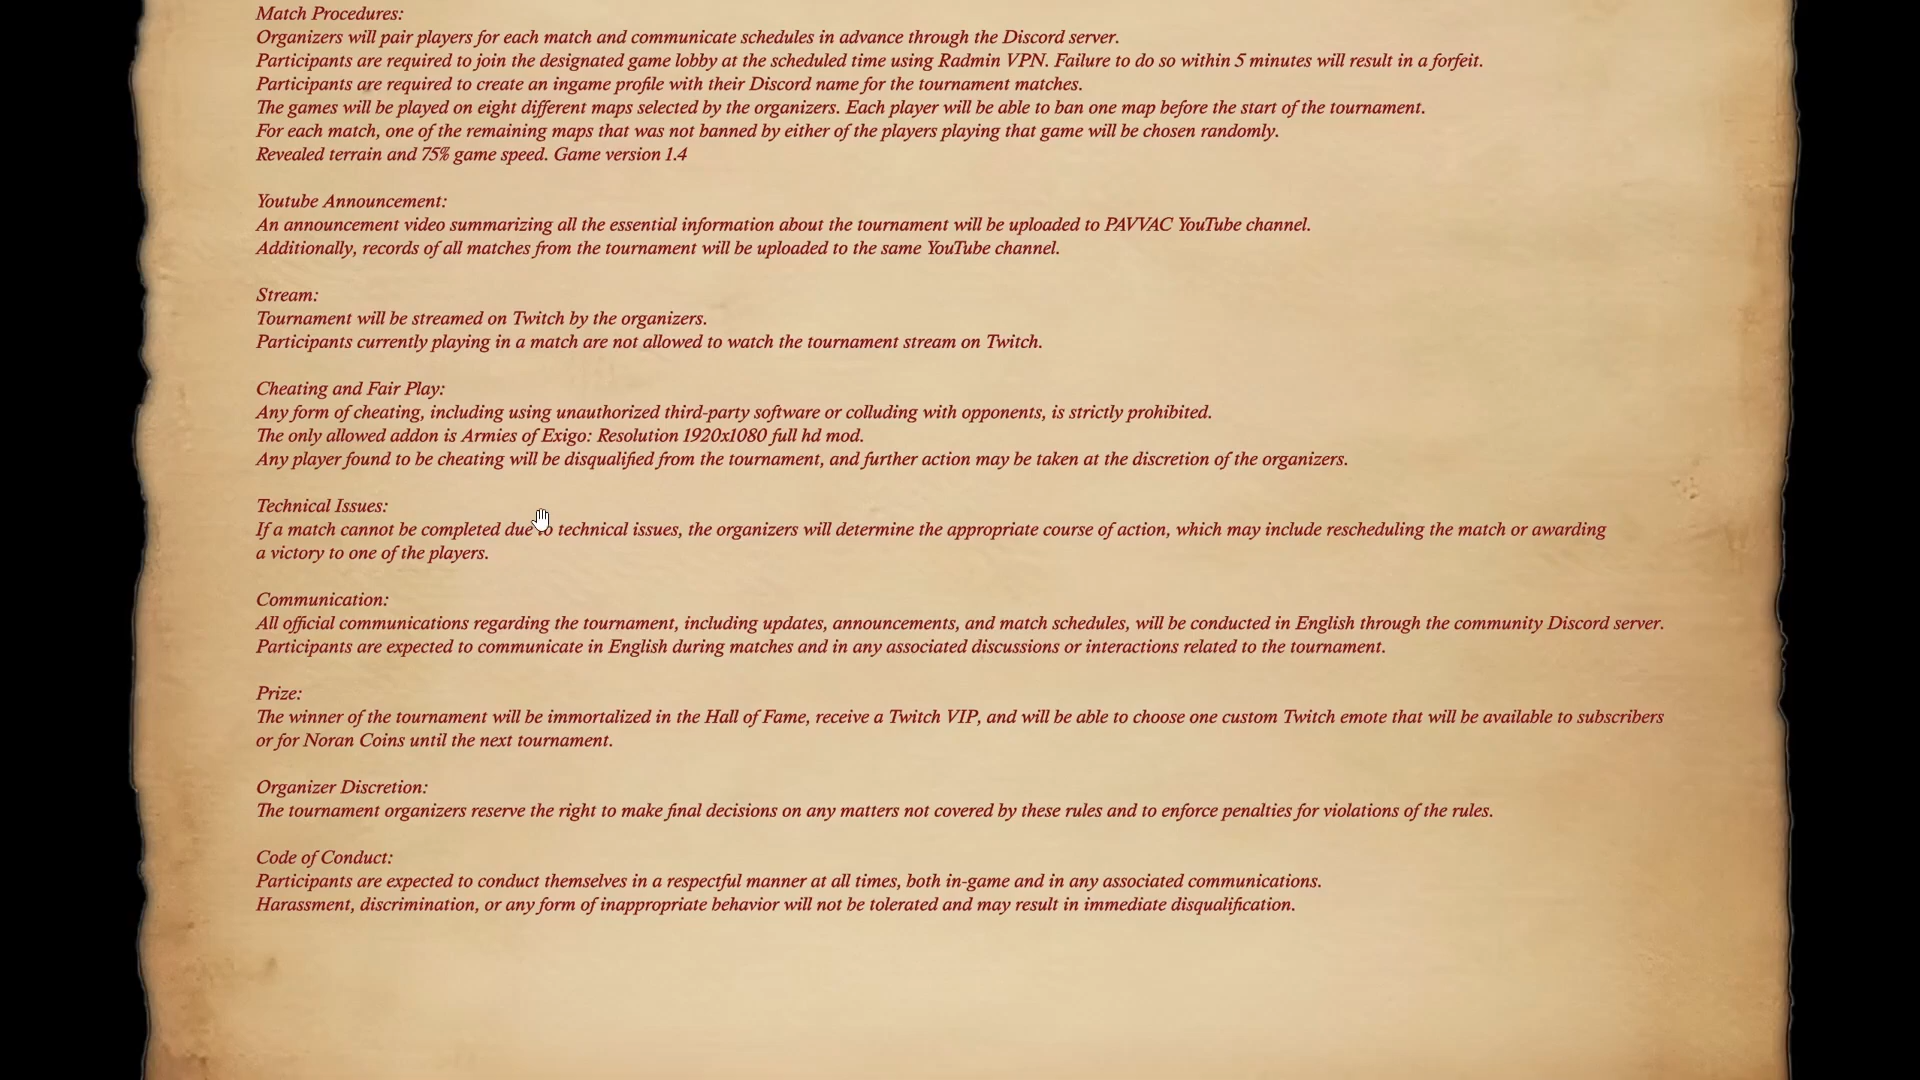 Match Procedures:
Organizers will pair players for each match and communicate schedules in advance through the Discord server.
Participants are required to join the designated game lobby at the scheduled time using Radmin VPN. Failure to do so within 5 minutes will result in a forfeit.
Participants are required to create an ingame profile with their Discord name for the tournament matches.
The games will be played on eight different maps selected by the organizers. Each player will be able to ban one map before the start of the tournament.
For each match, one of the remaining maps that was not banned by either of the players playing that game will be chosen randomly.
Revealed terrain and 75% game speed. Game version 1.4
Youtube Announcement:
An announcement video summarizing all the essential information about the tournament will be uploaded to PAVVAC YouTube channel.
Additionally, records of all matches from the tournament will be uploaded to the same YouTube channel.
Stream:
Tournament will be streamed on Twitch by the organizers.
Participants currently playing in a match are not allowed to watch the tournament stream on Twitch.
Cheating and Fair Play:
Any form of cheating, including using unauthorized third-party software or colluding with opponents, is strictly prohibited.
The only allowed addon is Armies of Exigo: Resolution 1920x1080 full hd mod.
Any player found to be cheating will be disqualified from the tournament, and further action may be taken at the discretion of the organizers.
Technical Issues:
If a match cannot be completed due to technical issues, the organizers will determine the appropriate course of action, which may include rescheduling the match or awarding
a victory to one of the players.
Communication:
All official communications regarding the tournament, including updates, announcements, and match schedules, will be conducted in English through the community Discord server.
Participants are expected to communicate in English during matches and in any associated discussions or interactions related to the tournament.
Prize:
The winner of the tournament will be immortalized in the Hall of Fame, receive a Twitch VIP, and will be able to choose one custom Twitch emote that will be available to subscribers
or for Noran Coins until the next tournament.
Organizer Discretion:
The tournament organizers reserve the right to make final decisions on any matters not covered by these rules and to enforce penalties for violations of the rules.
Code of Conduct:
Participants are expected to conduct themselves in a respectful manner at all times, both in-game and in any associated communications.
Harassment, discrimination, or any form of inappropriate behavior will not be tolerated and may result in immediate disqualification.